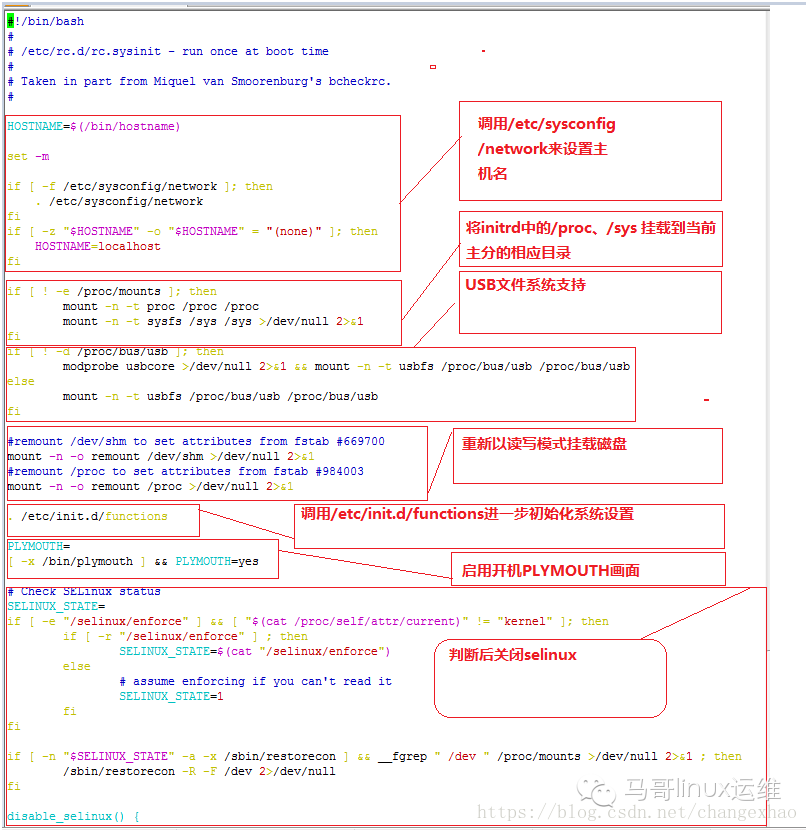 #!/bin/bash
#
# /etc/rc.d/rc.sysinit - run once at boot time
#
# Taken in part from Miquel van Smoorenburg's bcheckrc.
#
HOSTNAME=$(/bin/hostname)
set -m
if [ -f /etc/sysconfig/network ]; then
. /etc/sysconfig/network
fi
if [ -z "$HOSTNAME" -o "$HOSTNAME" = "(none)" ]; then
HOSTNAME=localhost
fi
调用/etc/sysconfig
/network来设置主
机名
if [ ! -e /proc/mounts ]; then
mount -n -t proc /proc /proc
mount -n -t sysfs /sys /sys >/dev/null 2>&1
fi
将initrd中的/proc、/sys 挂载到当前
主分的相应目录
if [ ! -d /proc/bus/usb ]; then
modprobe usbcore >/dev/null 2>&1 && mount -n -t usbfs /proc/bus/usb /proc/bus/usb
else
mount -n -t usbfs /proc/bus/usb /proc/bus/usb
fi
USB文件系统支持
#remount /dev/shm to set attributes from fstab #669700
mount -n -o remount /dev/shm >/dev/null 2>&1
#remount /proc to set attributes from fstab #984003
mount -n -o remount /proc >/dev/null 2>&1
重新以读写模式挂载磁盘
. /etc/init.d/functions
调用/etc/init.d/functions进一步初始化系统设置
PLYMOUTH=
[ -x /bin/plymouth ] && PLYMOUTH=yes
启用开机PLYMOUTH画面
# Check SELinux status
SELINUX_STATE=
if [ -e "/selinux/enforce" ] && [ "$(cat /proc/self/attr/current)" != "kernel" ]; then
if [ -r "/selinux/enforce" ] ; then
SELINUX_STATE=$(cat "/selinux/enforce")
else
# assume enforcing if you can't read it
SELINUX_STATE=1
fi
fi
判断后关闭selinux
if [ -n "$SELINUX_STATE" -a -x /sbin/restorecon ] && __fgrep " /dev " /proc/mounts >/dev/null 2>&1 ; then
/sbin/restorecon -R -F /dev 2>/dev/null
fi
disable_selinux() {
马哥linux运维
https://blog.csdn.net/changexhao